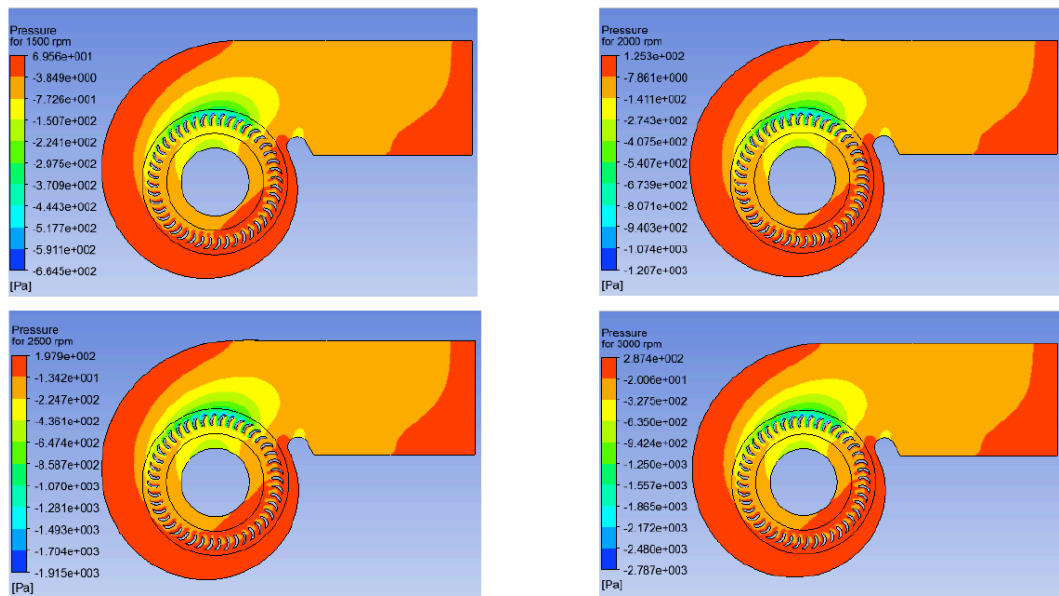 Pressure
for 1500 rpm
6.956e+001
-3.849e+000
-7.726e+001
-1.507e+002
-2.241e+002
-2.975e+002
-3.709e+002
-1.443e+002
-5.177e+002
-5.911e+002
-6.645e+002
[Pa]
Pressure
for 2000 rpm
1.253e+002
-7.861e+000
-1.411e+002
-2.743e+002
-4.075e+002
-5.407e+002
-6.739e+002
-8.071e+002
-9.403e+002
-1.074e+003
-1.207e+003
[Pa]
Pressure
for 2500 rpm
1.979e+002
-1.342e+001
-2.247e+002
-4.361e+002
-6.474e+002
-8.587e+002
-1.070e+003
-1.281e+003
-1.493e+003
-1.704e+003
-1.915e+003
[Pa]
Pressure
for 3000 rpm
2.874e+002
-2.006e+001
-3.275e+002
-6.350e+002
-9.424e+002
-1.250e+003
-1.557e+003
-1.865e+003
-2.172e+003
-2.480e+003
-2.787e+003
[Pa]